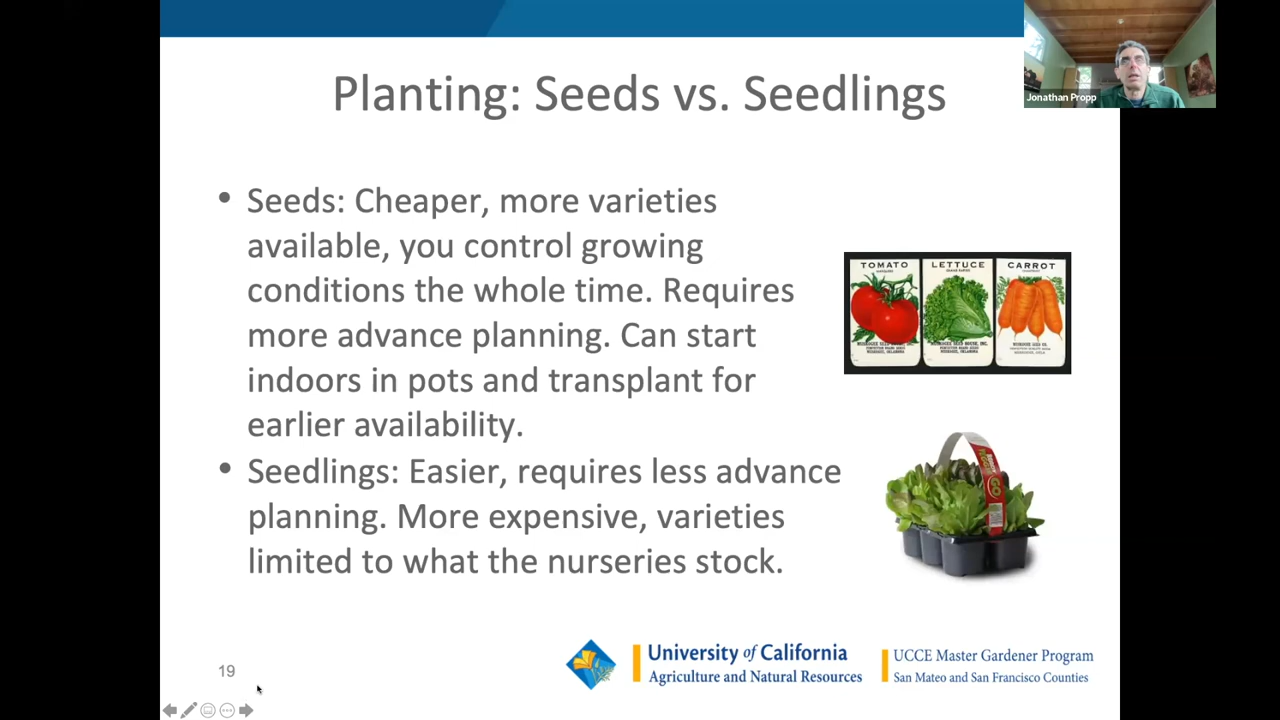 Planting: Seeds vs. Seedlings
Jonathan Propp
• Seeds: Cheaper, more varieties
available, you control growing
conditions the whole time. Requires
more advance planning. Can start
indoors in pots and transplant for
earlier availability.
• Seedlings: Easier, requires less advance
planning. More expensive, varieties
limited to what the nurseries stock.
TOMATO
LETTUCE
CARROT
GO
19
University of California
Agriculture and Natural Resources
UCCE Master Gardener Program
San Mateo and San Francisco Counties